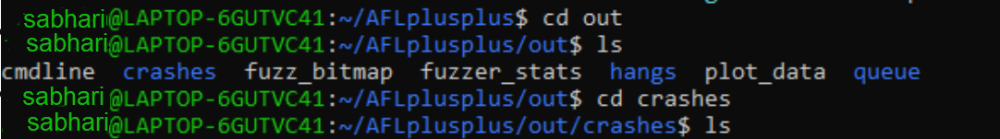 sabhari@LAPTOP-6GUTVC41:~/AFLplusplus$ cd out
sabhari@LAPTOP-6GUTVC41:~/AFLplusplus/out$ ls
cmdline crashes fuzz_bitmap fuzzer_stats hangs plot_data queue
sabhari@LAPTOP-6GUTVC41:~/AFLplusplus/out$ cd crashes
sabhari@LAPTOP-6GUTVC41:~/AFLplusplus/out/crashes$ ls